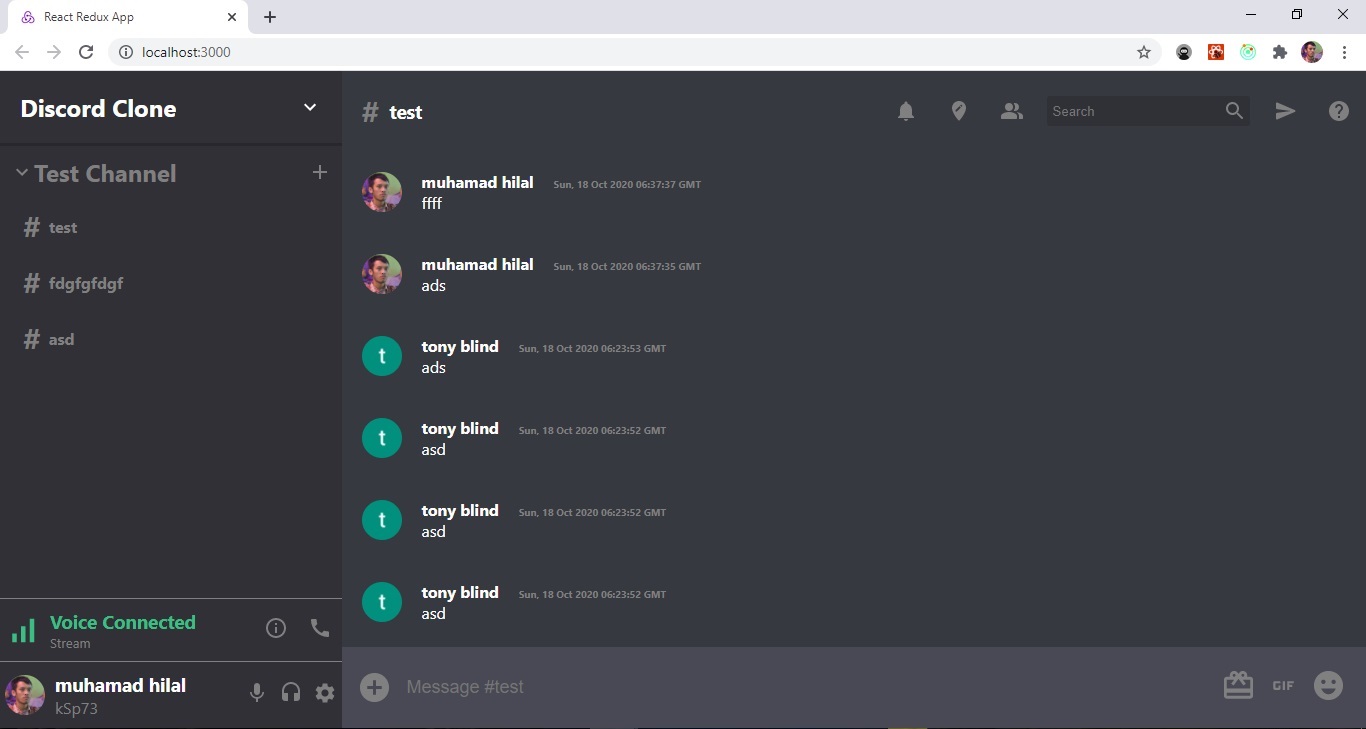 React Redux App
localhost:3000
Discord Clone
Test Channel
# test
# fdgfgfdgf
# asd
Voice Connected
Stream
muhamad hilal
kSp73
# test
Search
muhamad hilal Sun, 18 Oct 2020 06:37:37 GMT
ffff
muhamad hilal Sun, 18 Oct 2020 06:37:35 GMT
ads
t tony blind Sun, 18 Oct 2020 06:23:53 GMT
ads
t tony blind Sun, 18 Oct 2020 06:23:52 GMT
asd
t tony blind Sun, 18 Oct 2020 06:23:52 GMT
asd
t tony blind Sun, 18 Oct 2020 06:23:52 GMT
asd
Message #test
GIF